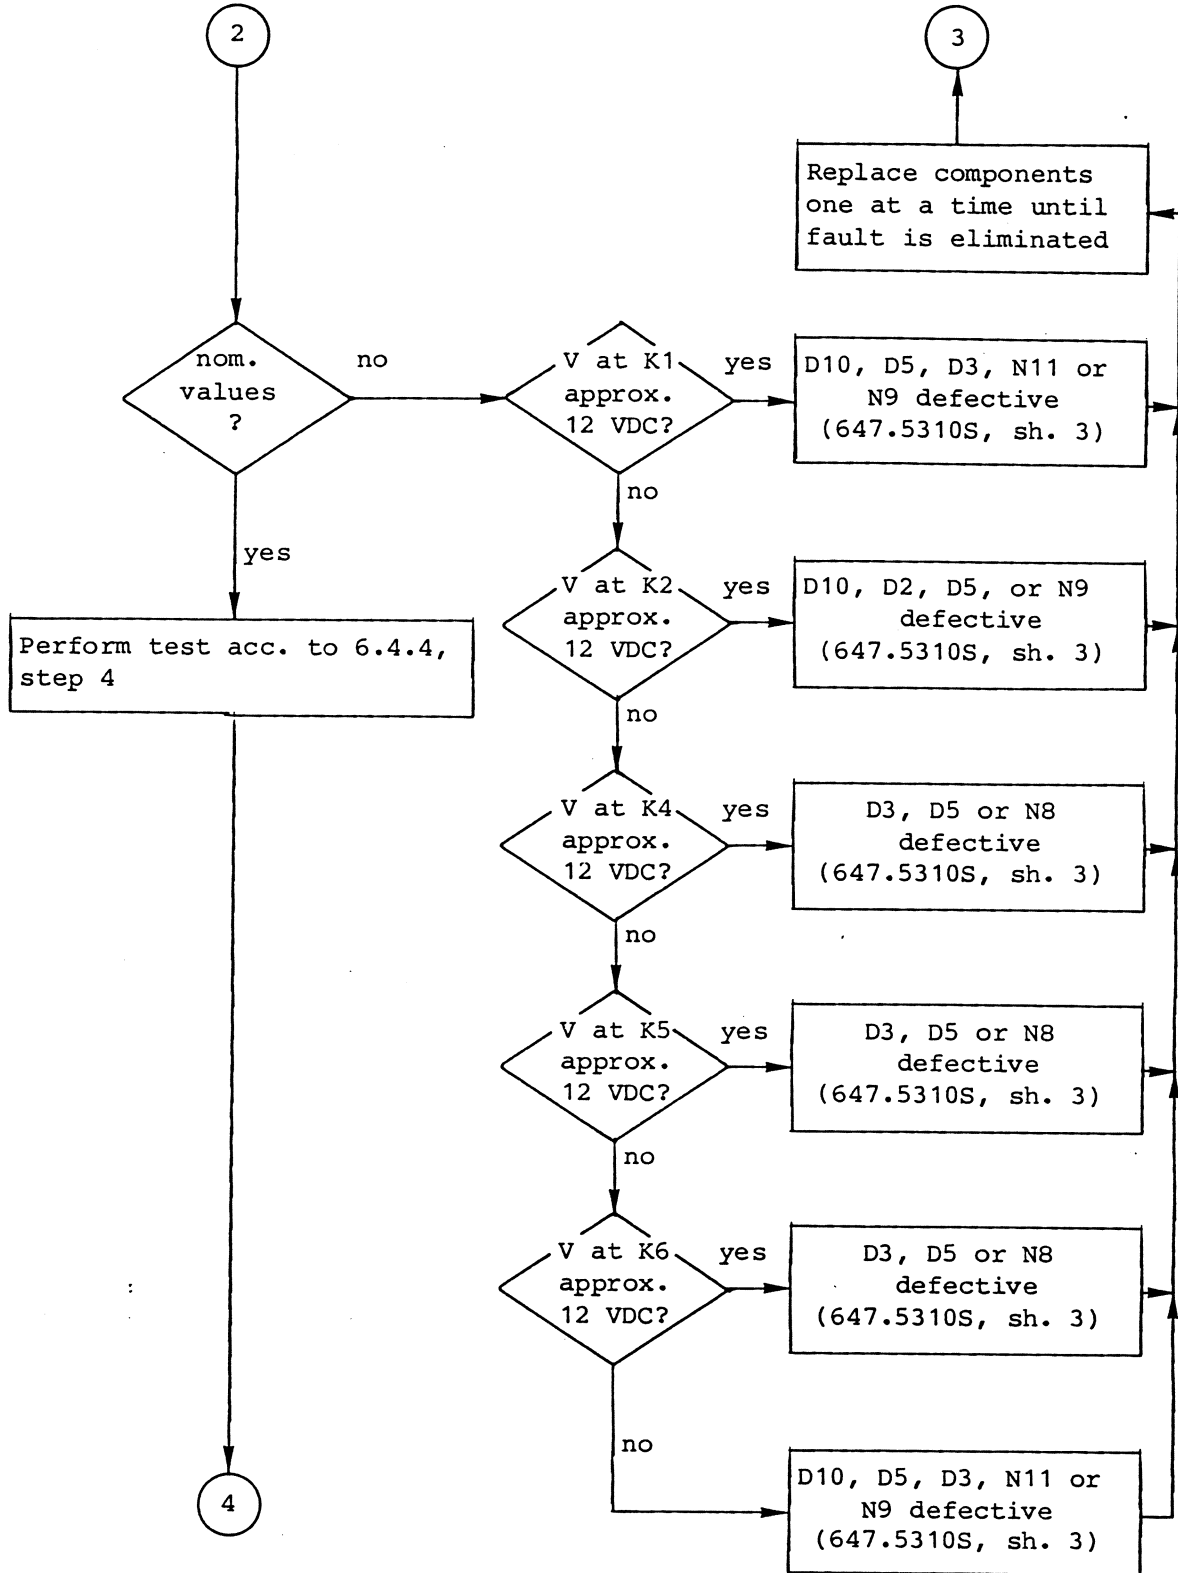 2
3
Replace components
one at a time until
fault is eliminated
nom.
values
?
no
yes
Perform test acc. to 6.4.4,
step 4
4
V at K1
approx.
12 VDC?
yes
D10, D5, D3, N11 or
N9 defective
(647.5310S, sh. 3)
no
V at K2
approx.
12 VDC?
yes
D10, D2, D5, or N9
defective
(647.5310S, sh. 3)
no
V at K4
approx.
12 VDC?
yes
D3, D5 or N8
defective
(647.5310S, sh. 3)
no
V at K5
approx.
12 VDC?
yes
D3, D5 or N8
defective
(647.5310S, sh. 3)
no
V at K6
approx.
12 VDC?
yes
D3, D5 or N8
defective
(647.5310S, sh. 3)
no
D10, D5, D3, N11 or
N9 defective
(647.5310S, sh. 3)